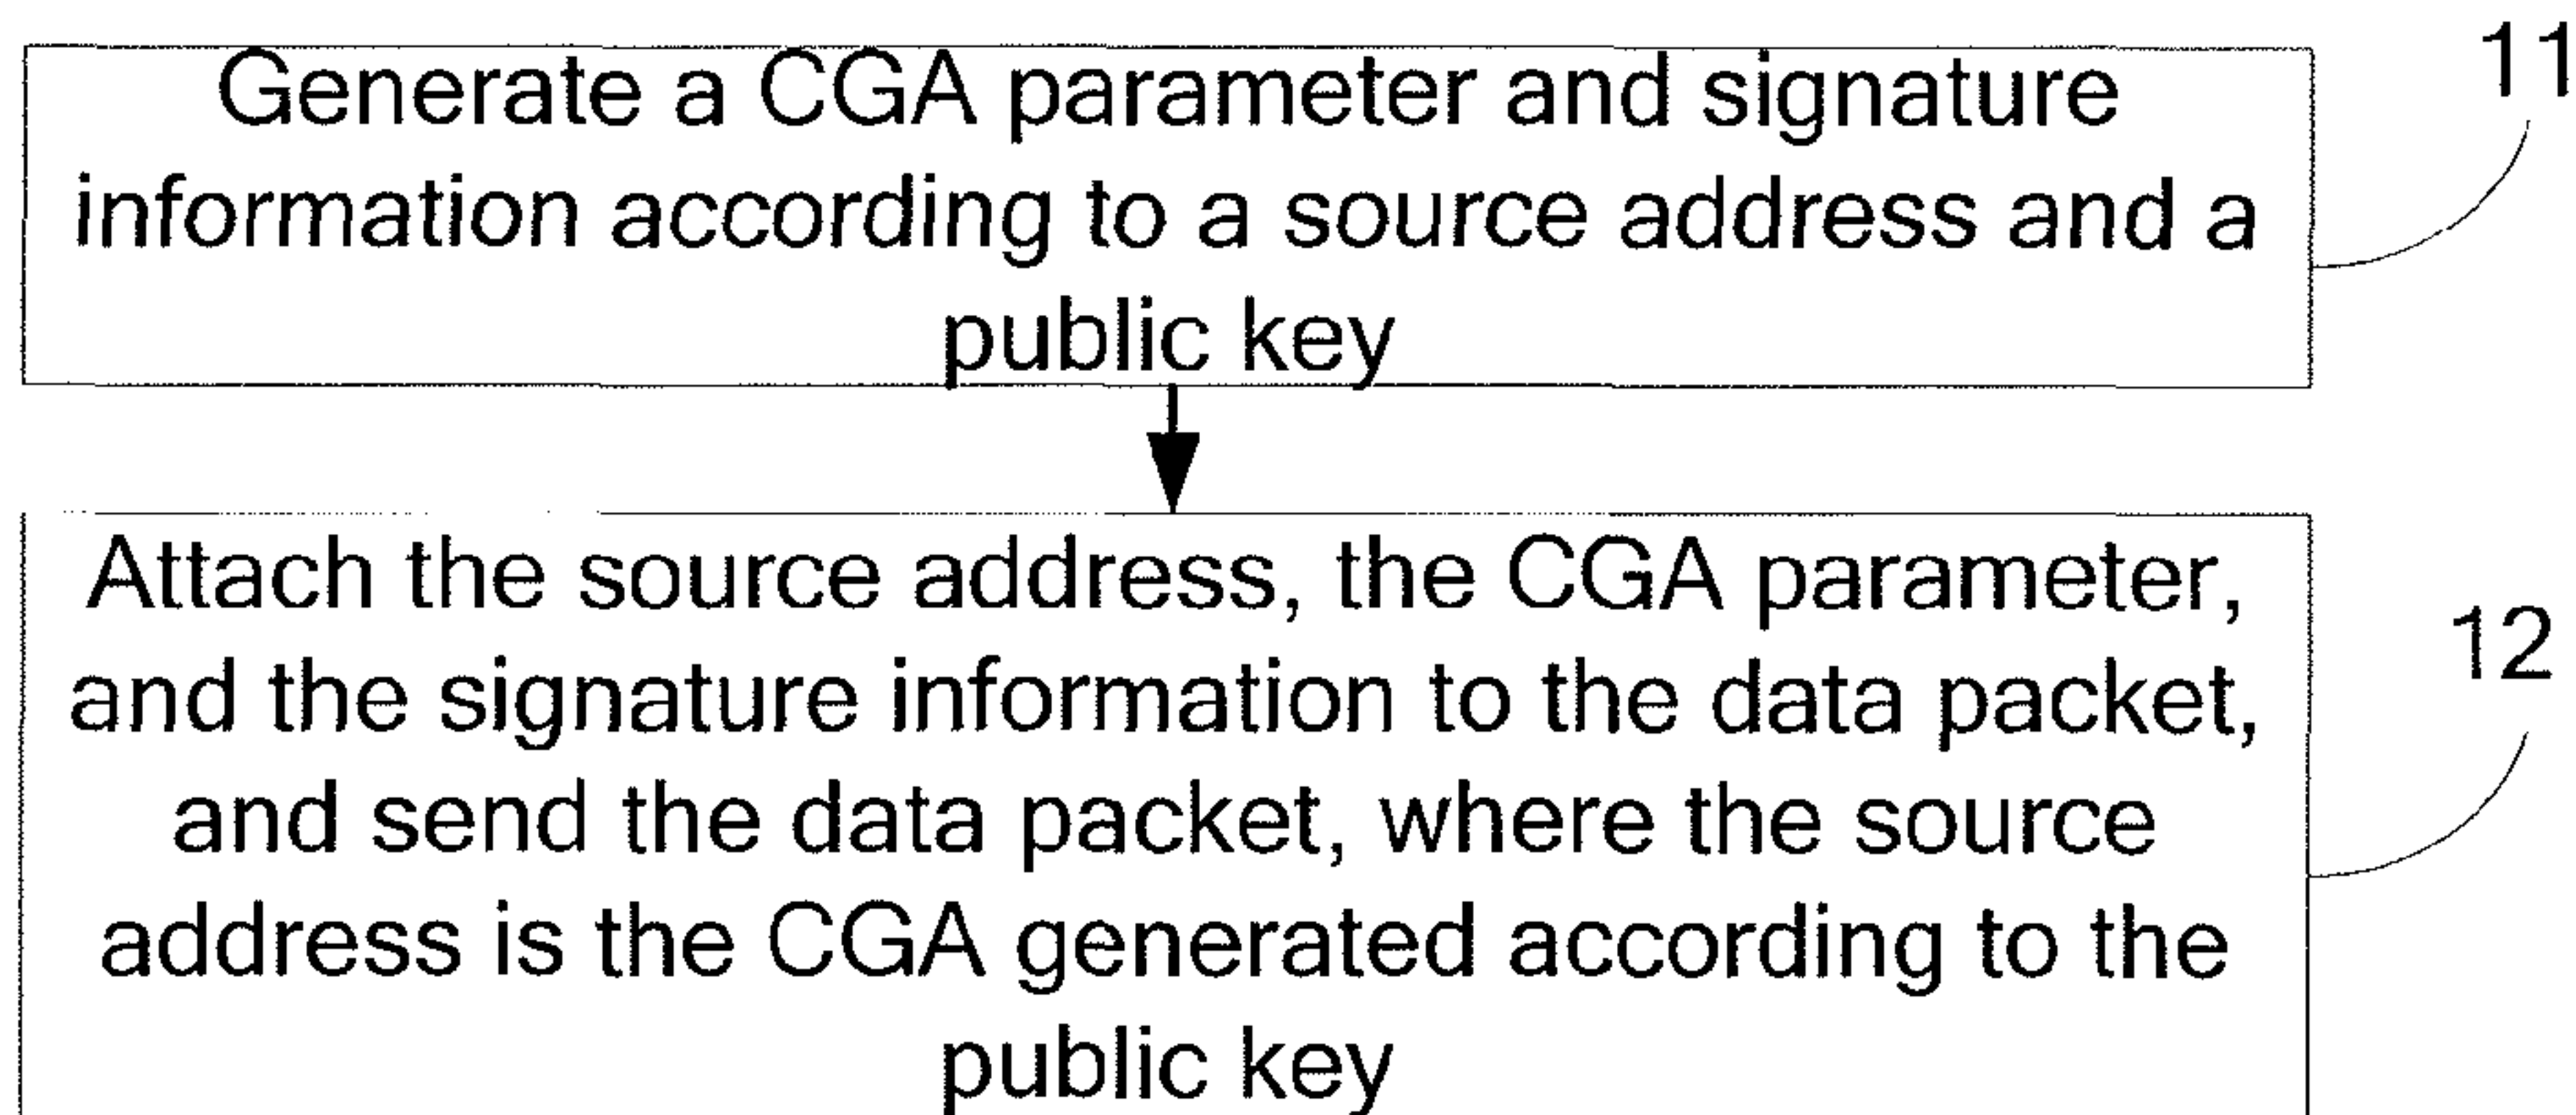 Generate a CGA parameter and signature
information according to a source address and a
public key
11
Attach the source address, the CGA parameter,
and the signature information to the data packet,
and send the data packet, where the source
address is the CGA generated according to the
public key
12